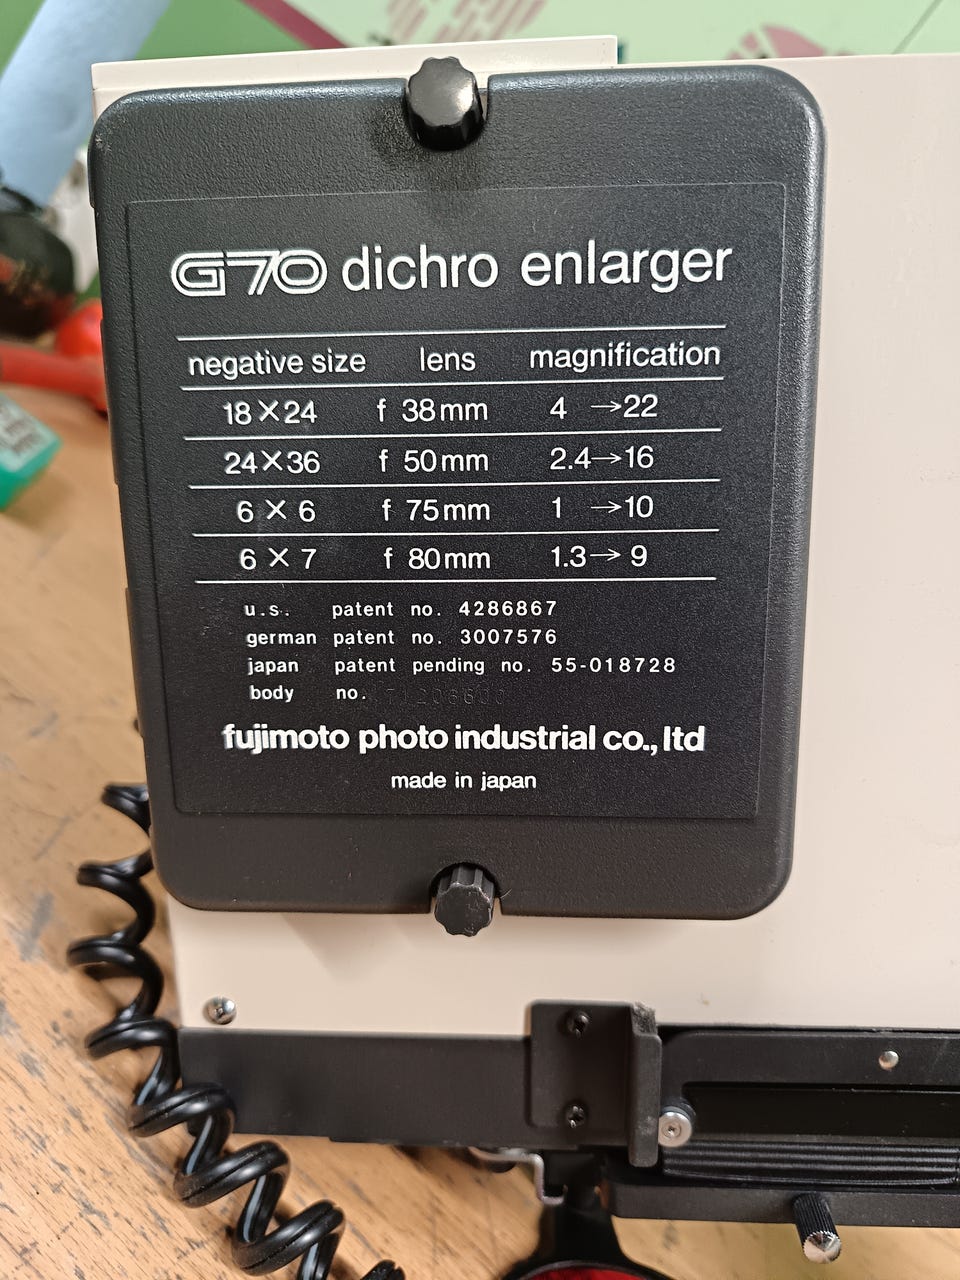 G70 dichro enlarger
negative size lens magnification
18×24 f 38mm 4 →22
24×36 f 50mm 2.4→16
6 × 6 f 75mm 1 →10
6 × 7 f 80mm 1.3→ 9
u.s. patent no. 4286867
german patent no. 3007576
japan patent pending no. 55-018728
body no.
fujimoto photo industrial co., ltd
made in japan